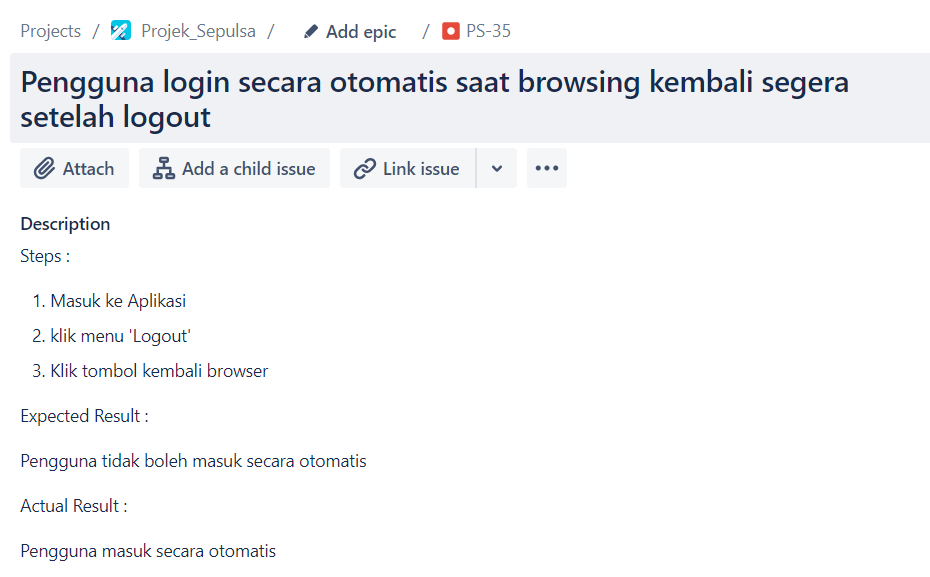 Projects / Projek_Sepulsa / Add epic / PS-35
Pengguna login secara otomatis saat browsing kembali segera
setelah logout
Attach Add a child issue Link issue
Description
Steps :
1. Masuk ke Aplikasi
2. klik menu 'Logout'
3. Klik tombol kembali browser
Expected Result :
Pengguna tidak boleh masuk secara otomatis
Actual Result :
Pengguna masuk secara otomatis